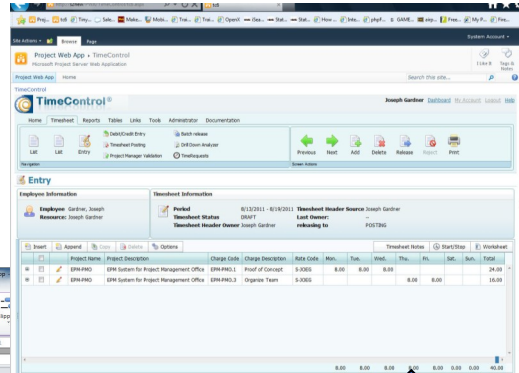 Site Actions
Browse Page
System Account
Project Web App › TimeControl
Microsoft Project Server Web Application
I Like It Tags & Notes
Project Web App Home
Search this site...
TimeControl
TimeControl®
Joseph Gardner Dashboard My Account Logout Help
Home Timesheet Reports Tables Links Tools Administrator Documentation
List List Entry
Debit/Credit Entry Batch release
Timesheet Posting Drill Down Analyzer
Project Manager Validation TimeRequests
Previous Next Add Delete Release Reject Print
Navigation Screen Actions
Entry
Employee Information Timesheet Information
Employee Gardner, Joseph
Resource: Joseph Gardner
Period 8/13/2011 - 8/19/2011 Timesheet Header Source Joseph Gardner
Timesheet Status DRAFT Last Owner: --
Timesheet Header Owner Joseph Gardner releasing to POSTING
Insert Append Copy Delete Options Timesheet Notes Start/Stop Worksheet
Project Name Project Description Charge Code Charge Description Rate Code Mon. Tue. Wed. Thu. Fri. Sat. Sun. Total
EPM-PMO EPM System for Project Management Office EPM-PMO.1 Proof of Concept S-JOEG 8.00 8.00 8.00 24.00
EPM-PMO EPM System for Project Management Office EPM-PMO.3 Organize Team S-JOEG 8.00 8.00 16.00
8.00 8.00 8.00 8.00 8.00 0.00 0.00 40.00